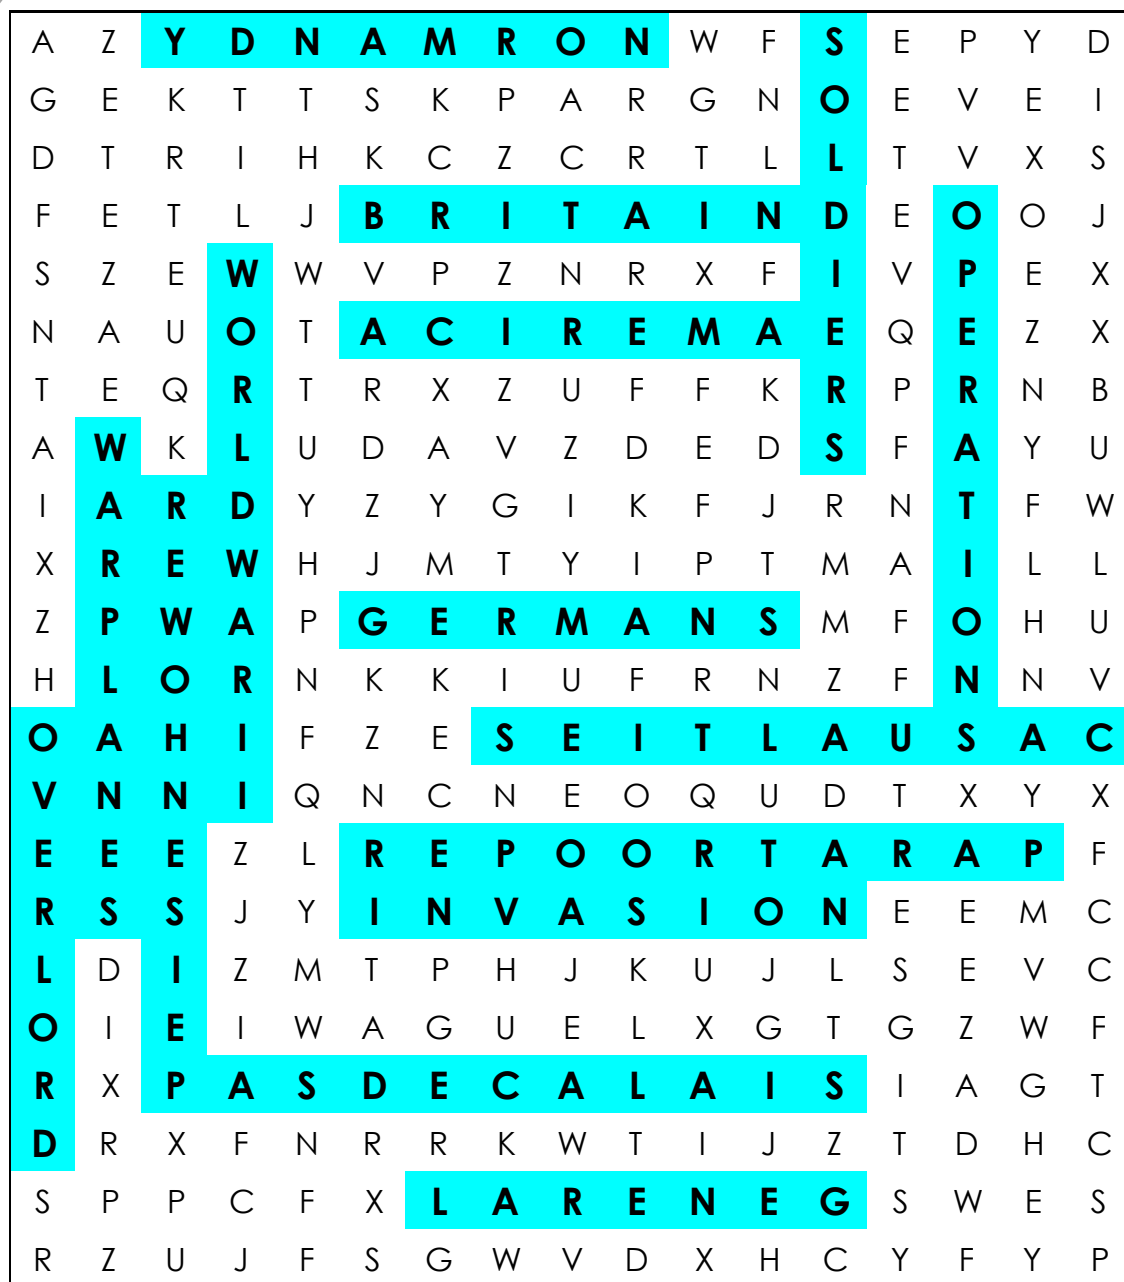 A Z Y D N A M R O N W F S E P Y D
G E K T T S K P A R G N O E V E I
D T R I H K C Z C R T L L T V X S
F E T L J B R I T A I N D E O O J
S Z E W W V P Z N R X F I V P E X
N A U O T A C I R E M A E Q E Z X
T E Q R T R X Z U F F K R P R N B
A W K L U D A V Z D E D S F A Y U
I A R D Y Z Y G I K F J R N T F W
X R E W H J M T Y I P T M A I L L
Z P W A P G E R M A N S M F O H U
H L O R N K K I U F R N Z F N N V
O A H I F Z E S E I T L A U S A C
V N N I Q N C N E O Q U D T X Y X
E E E Z L R E P O O R T A R A P F
R S S J Y I N V A S I O N E E M C
L D I Z M T P H J K U J L S E V C
O I E I W A G U E L X G T G Z W F
R X P A S D E C A L A I S I A G T
D R X F N R R K W T I J Z T D H C
S P P C F X L A R E N E G S W E S
R Z U J F S G W V D X H C Y F Y P